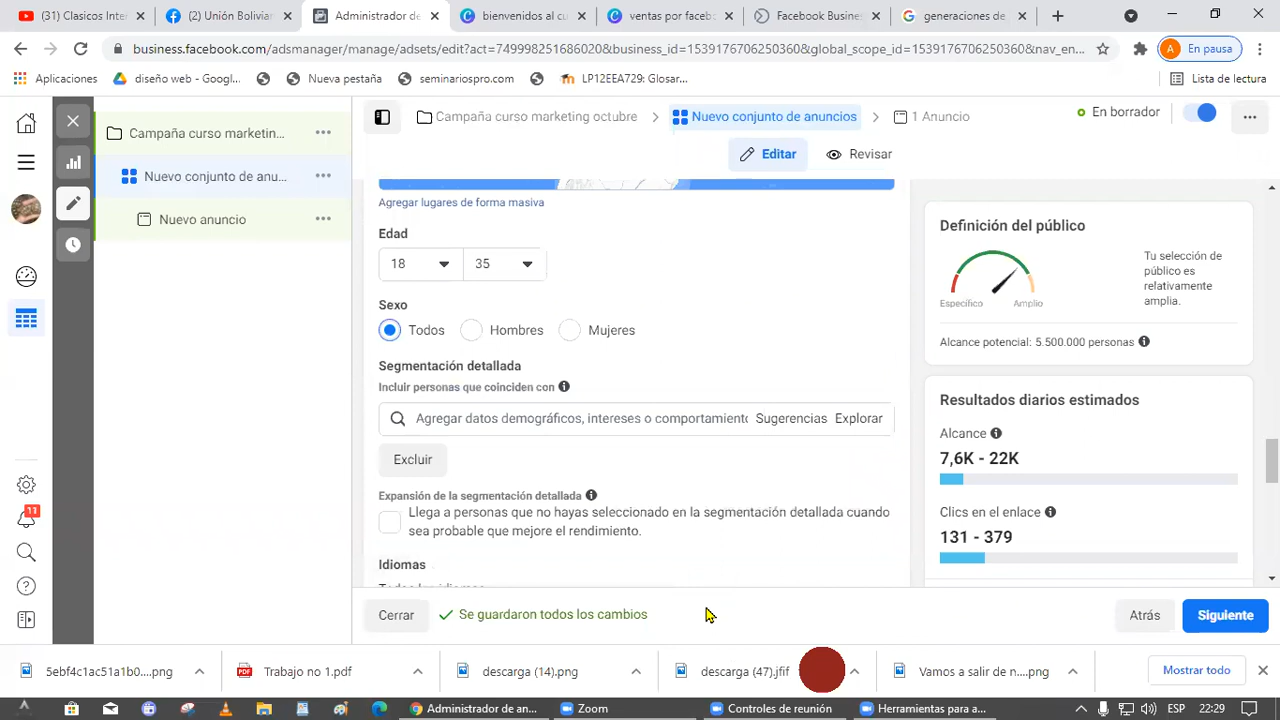 (31) Clasicos Inter
(2) Unión Bolivian
Administrador de
bienvenidos al cu
ventas por faceb
Facebook Business
generaciones de
business.facebook.com/adsmanager/manage/adsets/edit?act=749998251686020&business_id=1539176706250360&global_scope_id=1539176706250360&nav_en...
A En pausa
Aplicaciones
diseño web - Googl...
Nueva pestaña
seminariospro.com
LP12EEA729: Glosar...
Lista de lectura
Campaña curso marketin...
Nuevo conjunto de anu...
Nuevo anuncio
11
Campaña curso marketing octubre
Nuevo conjunto de anuncios
1 Anuncio
En borrador
Editar
Revisar
Agregar lugares de forma masiva
Edad
18
35
Sexo
Todos
Hombres
Mujeres
Segmentación detallada
Incluir personas que coinciden con
Agregar datos demográficos, intereses o comportamiento
Sugerencias
Explorar
Excluir
Expansión de la segmentación detallada
Llega a personas que no hayas seleccionado en la segmentación detallada cuando
sea probable que mejore el rendimiento.
Idiomas
Definición del público
Específico
Amplio
Tu selección de
público es
relativamente
amplia.
Alcance potencial: 5.500.000 personas
Resultados diarios estimados
Alcance
7,6K - 22K
Clics en el enlace
131 - 379
Cerrar
Se guardaron todos los cambios
Atrás
Siguiente
5ebf4c1ac51a1b0....png
Trabajo no 1.pdf
descarga (14).png
descarga (47).jfif
Vamos a salir de n....png
Mostrar todo
Administrador de an...
Zoom
Controles de reunión
Herramientas para a...
ESP
22:29